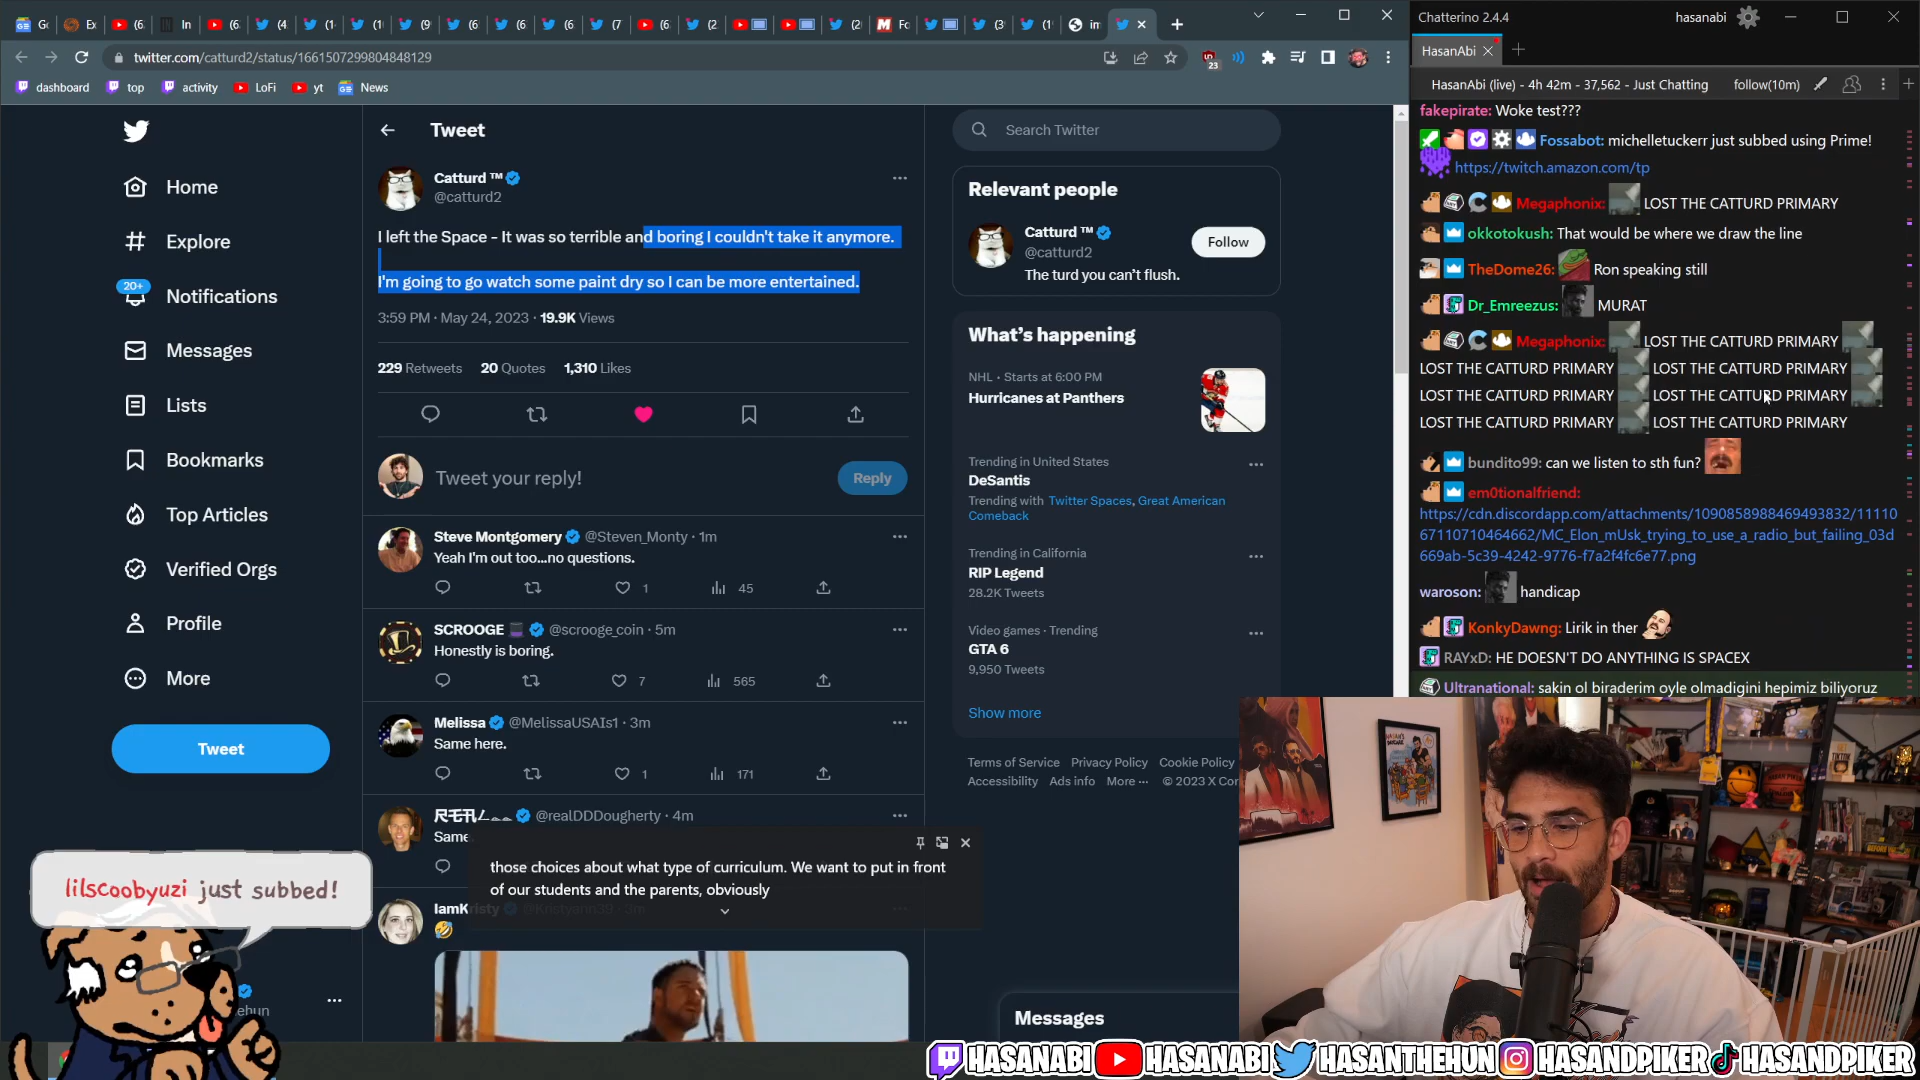 twitter.com/catturd2/status/1661507299804848129
dashboard
top
activity
LoFi
yt
News
Tweet
Search Twitter
Home
Explore
20+
Notifications
Messages
Lists
Bookmarks
Top Articles
Verified Orgs
Profile
More
Tweet
Catturd ™
@catturd2
I left the Space - It was so terrible and boring I couldn't take it anymore.
I'm going to go watch some paint dry so I can be more entertained.
3:59 PM · May 24, 2023 · 19.9K Views
229 Retweets 20 Quotes 1,310 Likes
Tweet your reply!
Reply
Steve Montgomery @Steven_Monty · 1m
Yeah I'm out too...no questions.
1 45
SCROOGE @scrooge_coin · 5m
Honestly is boring.
7 565
Melissa @MelissaUSAIs1 · 3m
Same here.
1 171
@realDDDougherty · 4m
Same
those choices about what type of curriculum. We want to put in front
of our students and the parents, obviously
IamKristy
Relevant people
Catturd ™
@catturd2
Follow
The turd you can't flush.
What's happening
NHL · Starts at 6:00 PM
Hurricanes at Panthers
Trending in United States
DeSantis
Trending with Twitter Spaces, Great American
Comeback
Trending in California
RIP Legend
28.2K Tweets
Video games · Trending
GTA 6
9,950 Tweets
Show more
Terms of Service Privacy Policy Cookie Policy
Accessibility Ads info More ··· © 2023 X Cor
Messages
Chatterino 2.4.4
hasanabi
HasanAbi
HasanAbi (live) - 4h 42m - 37,562 - Just Chatting
follow(10m)
fakepirate: Woke test???
Fossabot: michelletuckerr just subbed using Prime!
https://twitch.amazon.com/tp
Megaphonix: LOST THE CATTURD PRIMARY
okkotokush: That would be where we draw the line
TheDome26: Ron speaking still
Dr_Emreezus: MURAT
Megaphonix: LOST THE CATTURD PRIMARY
LOST THE CATTURD PRIMARY LOST THE CATTURD PRIMARY
LOST THE CATTURD PRIMARY LOST THE CATTURD PRIMARY
LOST THE CATTURD PRIMARY LOST THE CATTURD PRIMARY
bundito99: can we listen to sth fun?
em0tionalfriend:
https://cdn.discordapp.com/attachments/1090858988469493832/11110
67110710464662/MC_Elon_mUsk_trying_to_use_a_radio_but_failing_03d
669ab-5c39-4242-9776-f7a2f4fc6e77.png
waroson: handicap
KonkyDawng: Lirik in ther
RAYxD: HE DOESN'T DO ANYTHING IS SPACEX
Ultranational: sakin ol biraderim oyle olmadigini hepimiz biliyoruz
lilscoobyuzi just subbed!
ehun
HASANABI HASANABI HASANTHEHUN HASANDPIKER HASANDPIKER